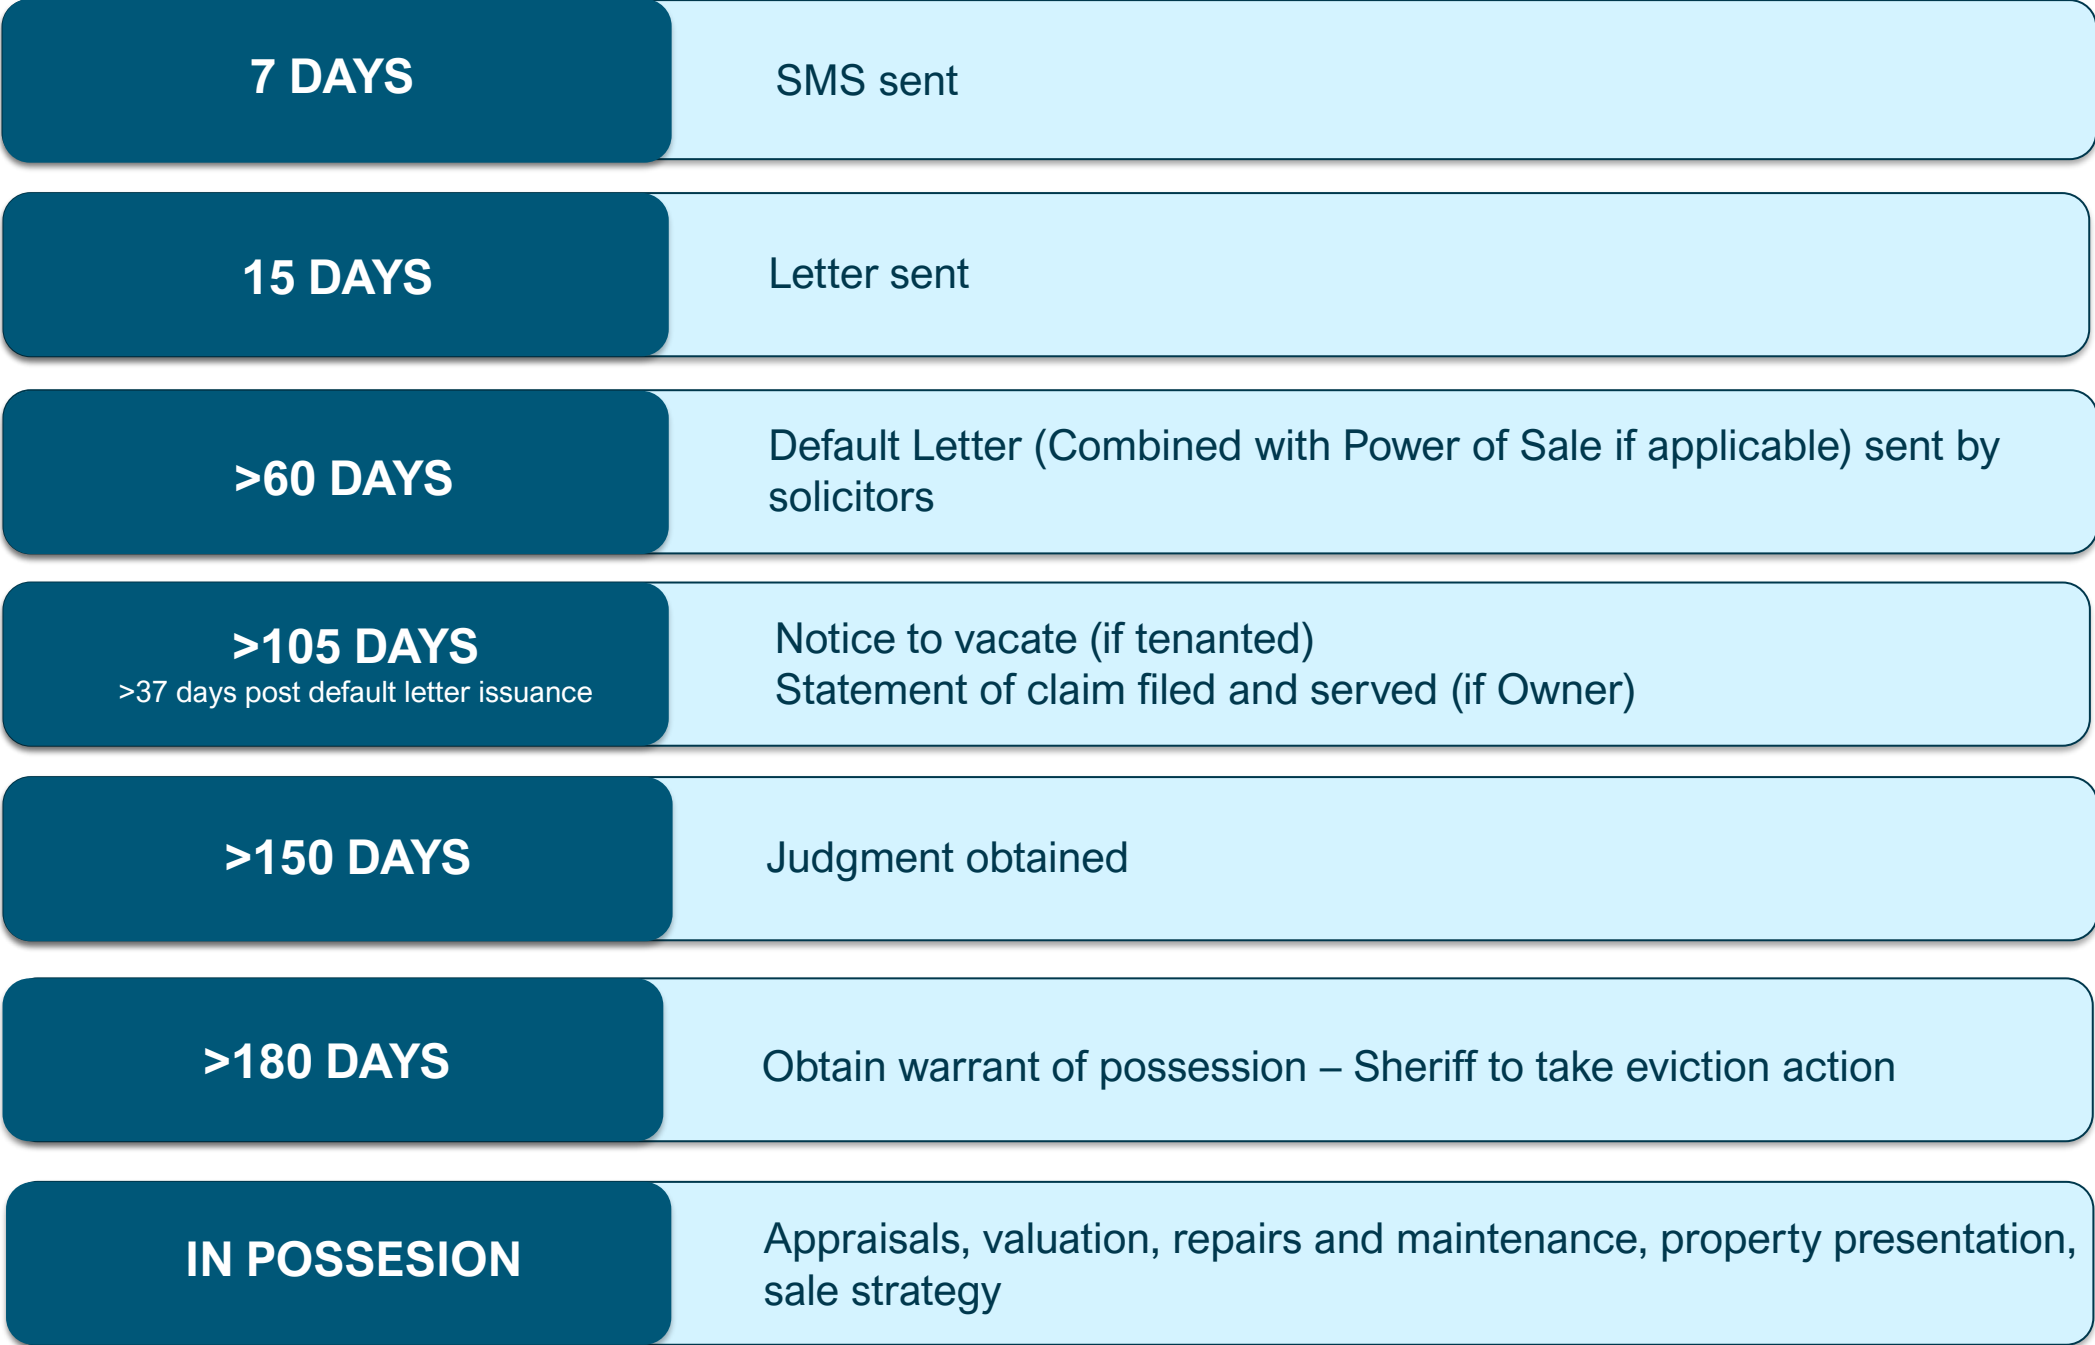 7 DAYS
SMS sent
15 DAYS
Letter sent
>60 DAYS
Default Letter (Combined with Power of Sale if applicable) sent by
solicitors
>105 DAYS
>37 days post default letter issuance
Notice to vacate (if tenanted)
Statement of claim filed and served (if Owner)
>150 DAYS
Judgment obtained
>180 DAYS
Obtain warrant of possession – Sheriff to take eviction action
IN POSSESION
Appraisals, valuation, repairs and maintenance, property presentation,
sale strategy